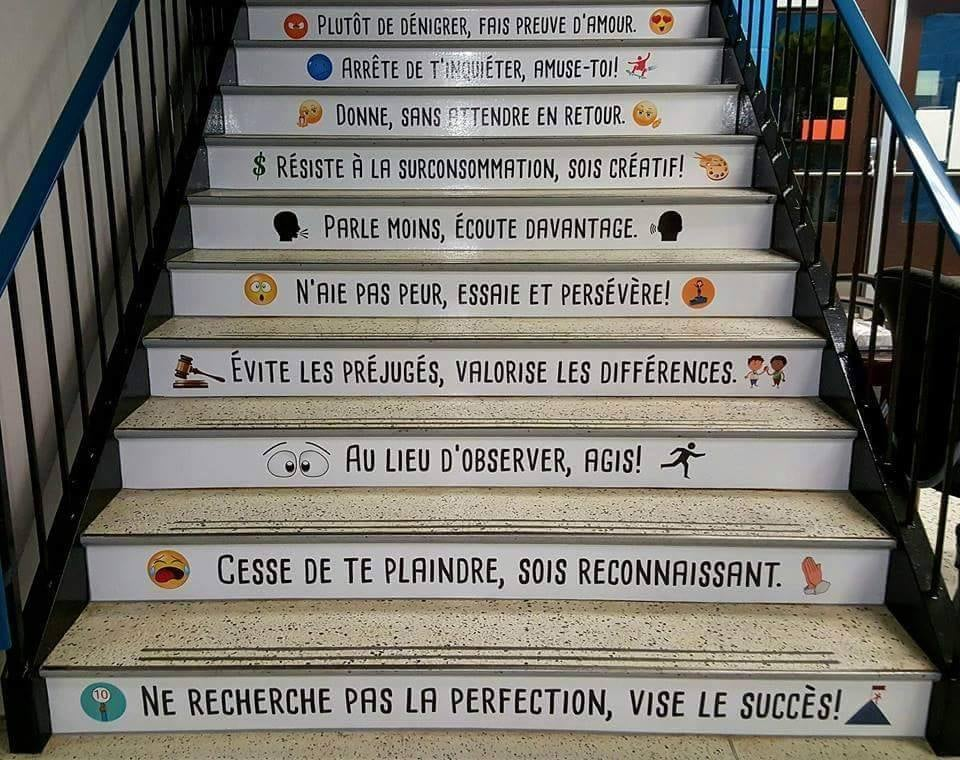 PLUTÔT DE DÉNIGRER, FAIS PREUVE D'AMOUR.
ARRÊTE DE T'INQUIÉTER, AMUSE-TOI!
DONNE, SANS ATTENDRE EN RETOUR.
$ RÉSISTE À LA SURCONSOMMATION, SOIS CRÉATIF!
PARLE MOINS, ÉCOUTE DAVANTAGE.
N'AIE PAS PEUR, ESSAIE ET PERSÉVÈRE!
ÉVITE LES PRÉJUGÉS, VALORISE LES DIFFÉRENCES.
AU LIEU D'OBSERVER, AGIS!
CESSE DE TE PLAINDRE, SOIS RECONNAISSANT.
10 NE RECHERCHE PAS LA PERFECTION, VISE LE SUCCÈS!